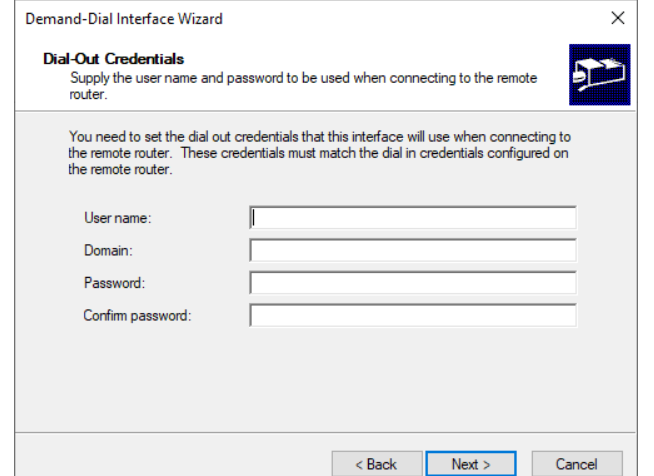 Demand-Dial Interface Wizard
Dial-Out Credentials
Supply the user name and password to be used when connecting to the remote
router.
You need to set the dial out credentials that this interface will use when connecting to
the remote router. These credentials must match the dial in credentials configured on
the remote router.
User name:
Domain:
Password:
Confirm password:
< Back Next > Cancel